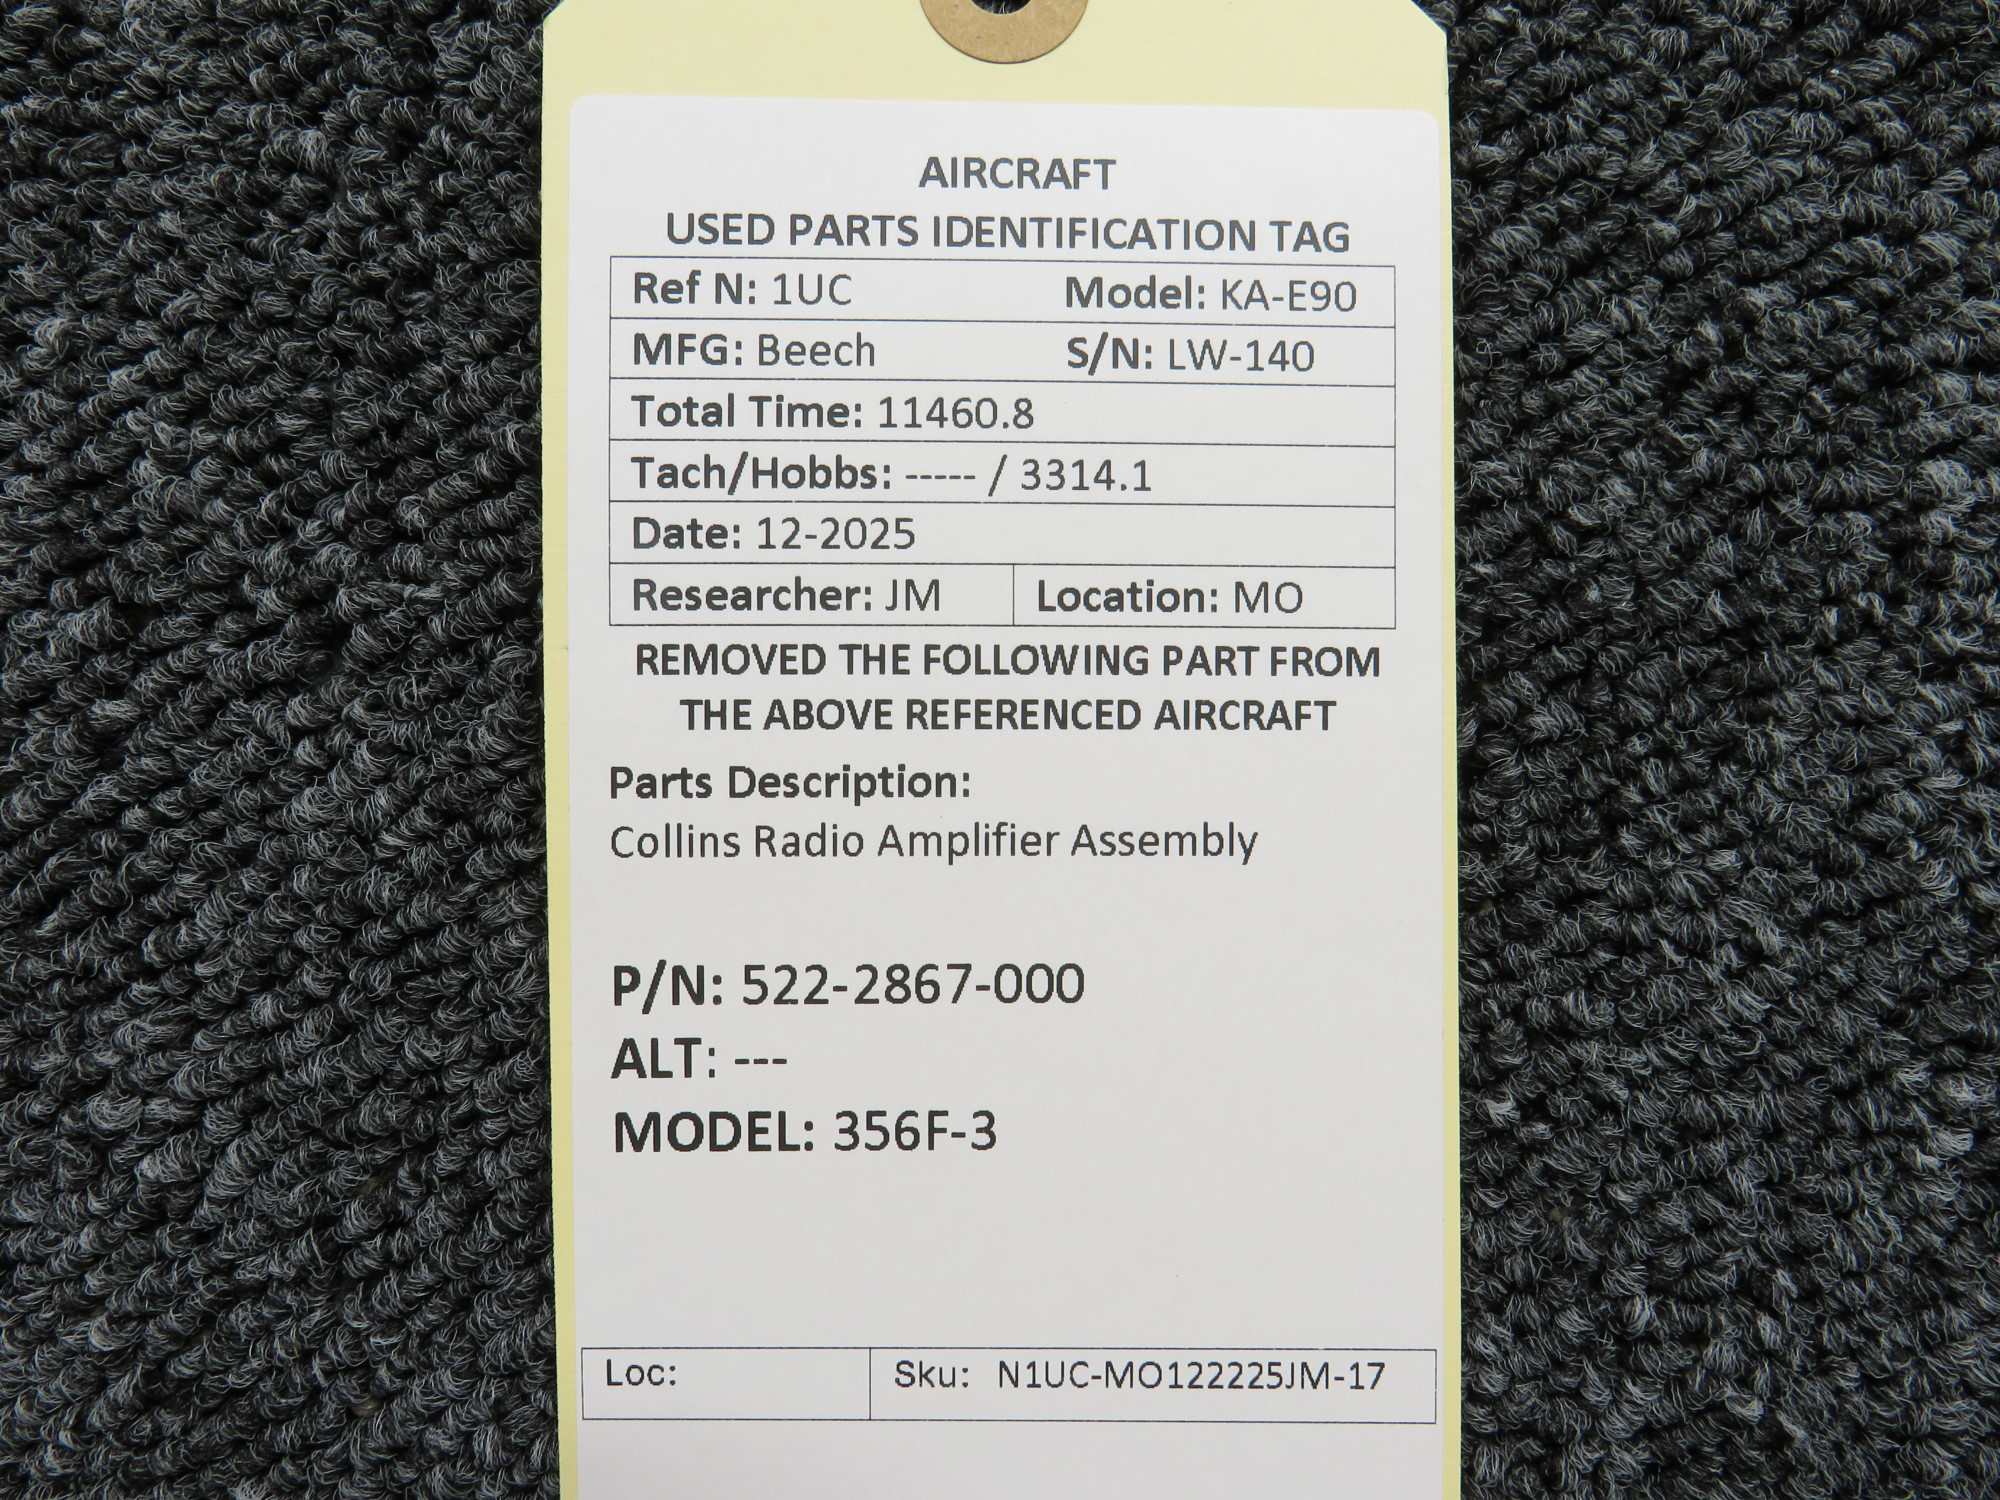 AIRCRAFT
USED PARTS IDENTIFICATION TAG
Ref N: 1UC Model: KA-E90
MFG: Beech S/N: LW-140
Total Time: 11460.8
Tach/Hobbs: ----- / 3314.1
Date: 12-2025
Researcher: JM Location: MO
REMOVED THE FOLLOWING PART FROM
THE ABOVE REFERENCED AIRCRAFT
Parts Description:
Collins Radio Amplifier Assembly
P/N: 522-2867-000
ALT: ---
MODEL: 356F-3
Loc: Sku: N1UC-MO122225JM-17